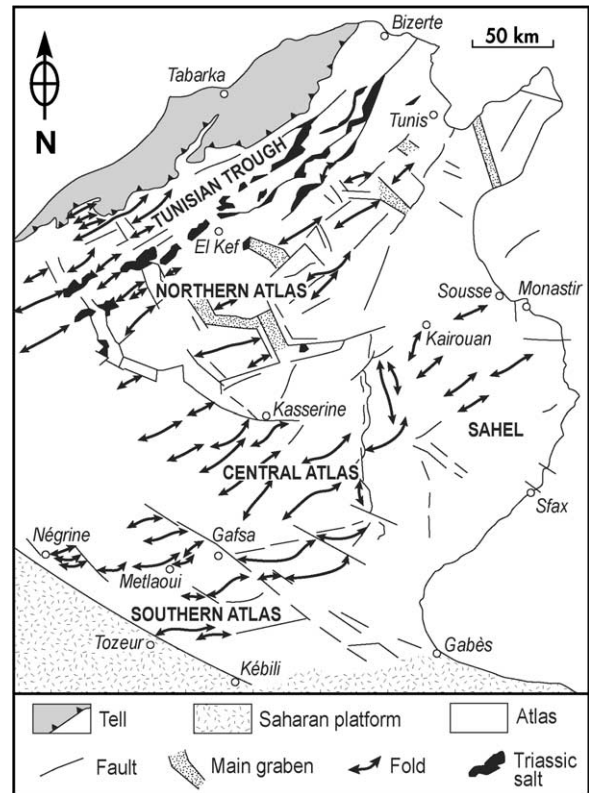 Bizerte
50 km
Tabarka
N
Tunis
TUNISIAN TROUGH
El Kef
NORTHERN ATLAS
Sousse
Monastir
Kairouan
Kasserine
SAHEL
CENTRAL ATLAS
Sfax
Négrine
Gafsa
Metlaoui
SOUTHERN ATLAS
Tozeur
Gabès
Kébili
Tell
Saharan platform
Atlas
Fault
Main graben
Fold
Triassic
salt